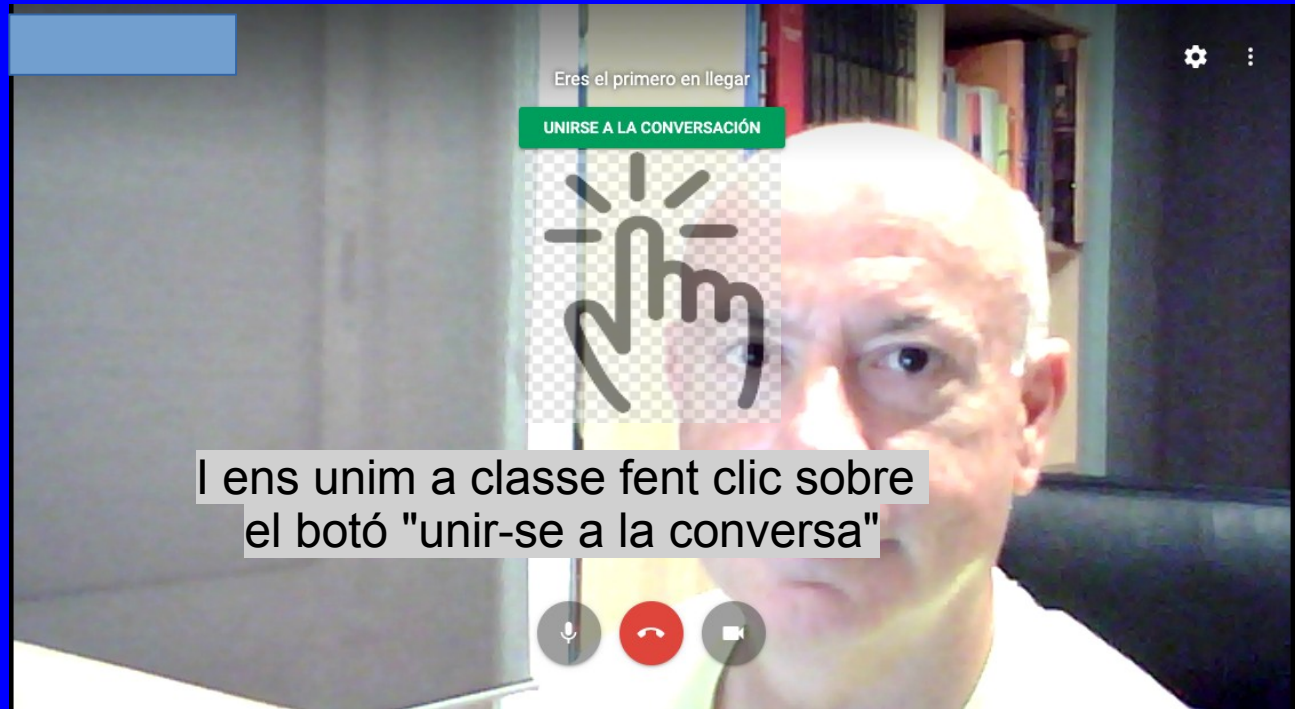 Eres el primero en llegar
UNIRSE A LA CONVERSACIÓN
I ens unim a classe fent clic sobre
el botó "unir-se a la conversa"